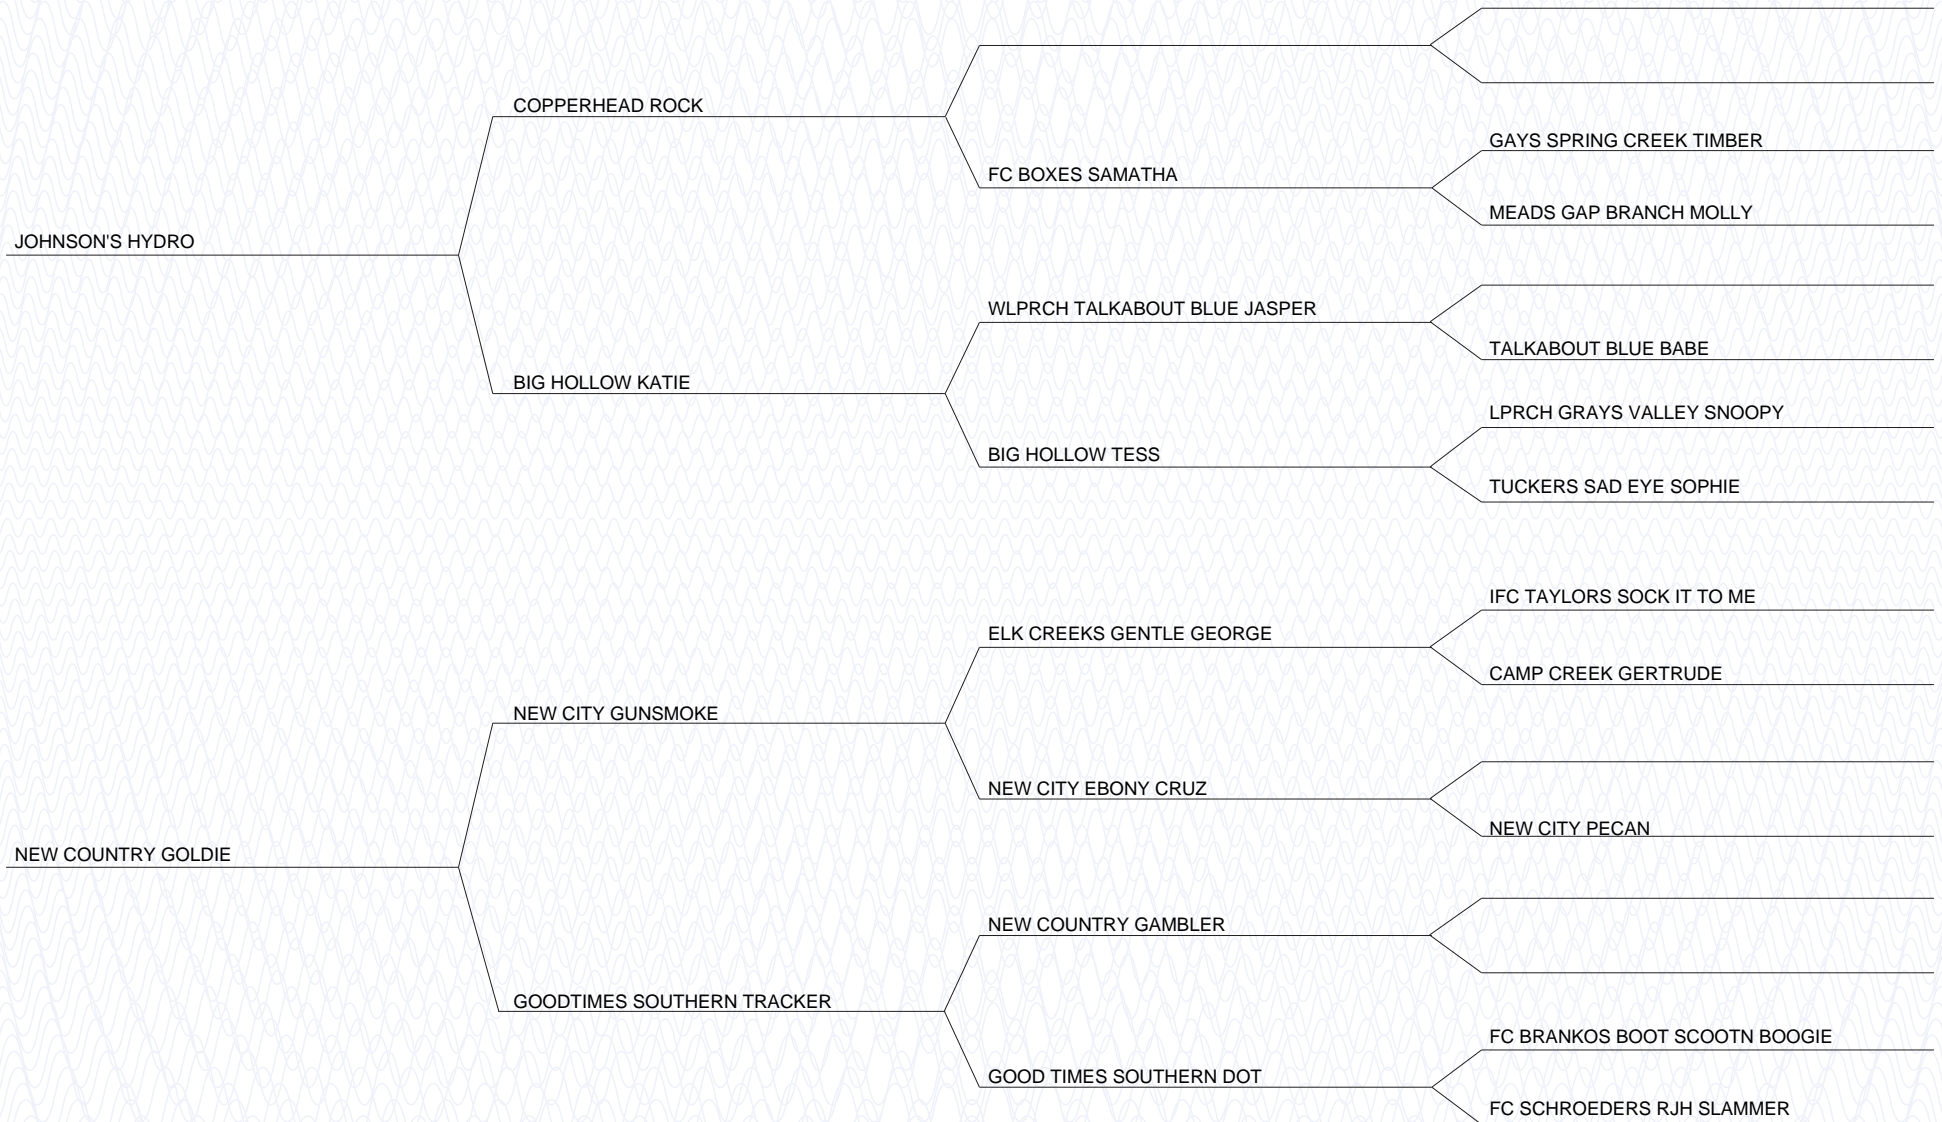 COPPERHEAD ROCK
GAYS SPRING CREEK TIMBER
FC BOXES SAMATHA
MEADS GAP BRANCH MOLLY
JOHNSON'S HYDRO
WLPRCH TALKABOUT BLUE JASPER
TALKABOUT BLUE BABE
BIG HOLLOW KATIE
LPRCH GRAYS VALLEY SNOOPY
BIG HOLLOW TESS
TUCKERS SAD EYE SOPHIE
IFC TAYLORS SOCK IT TO ME
ELK CREEKS GENTLE GEORGE
CAMP CREEK GERTRUDE
NEW CITY GUNSMOKE
NEW CITY EBONY CRUZ
NEW CITY PECAN
NEW COUNTRY GOLDIE
NEW COUNTRY GAMBLER
GOODTIMES SOUTHERN TRACKER
FC BRANKOS BOOT SCOOTN BOOGIE
GOOD TIMES SOUTHERN DOT
FC SCHROEDERS RJH SLAMMER